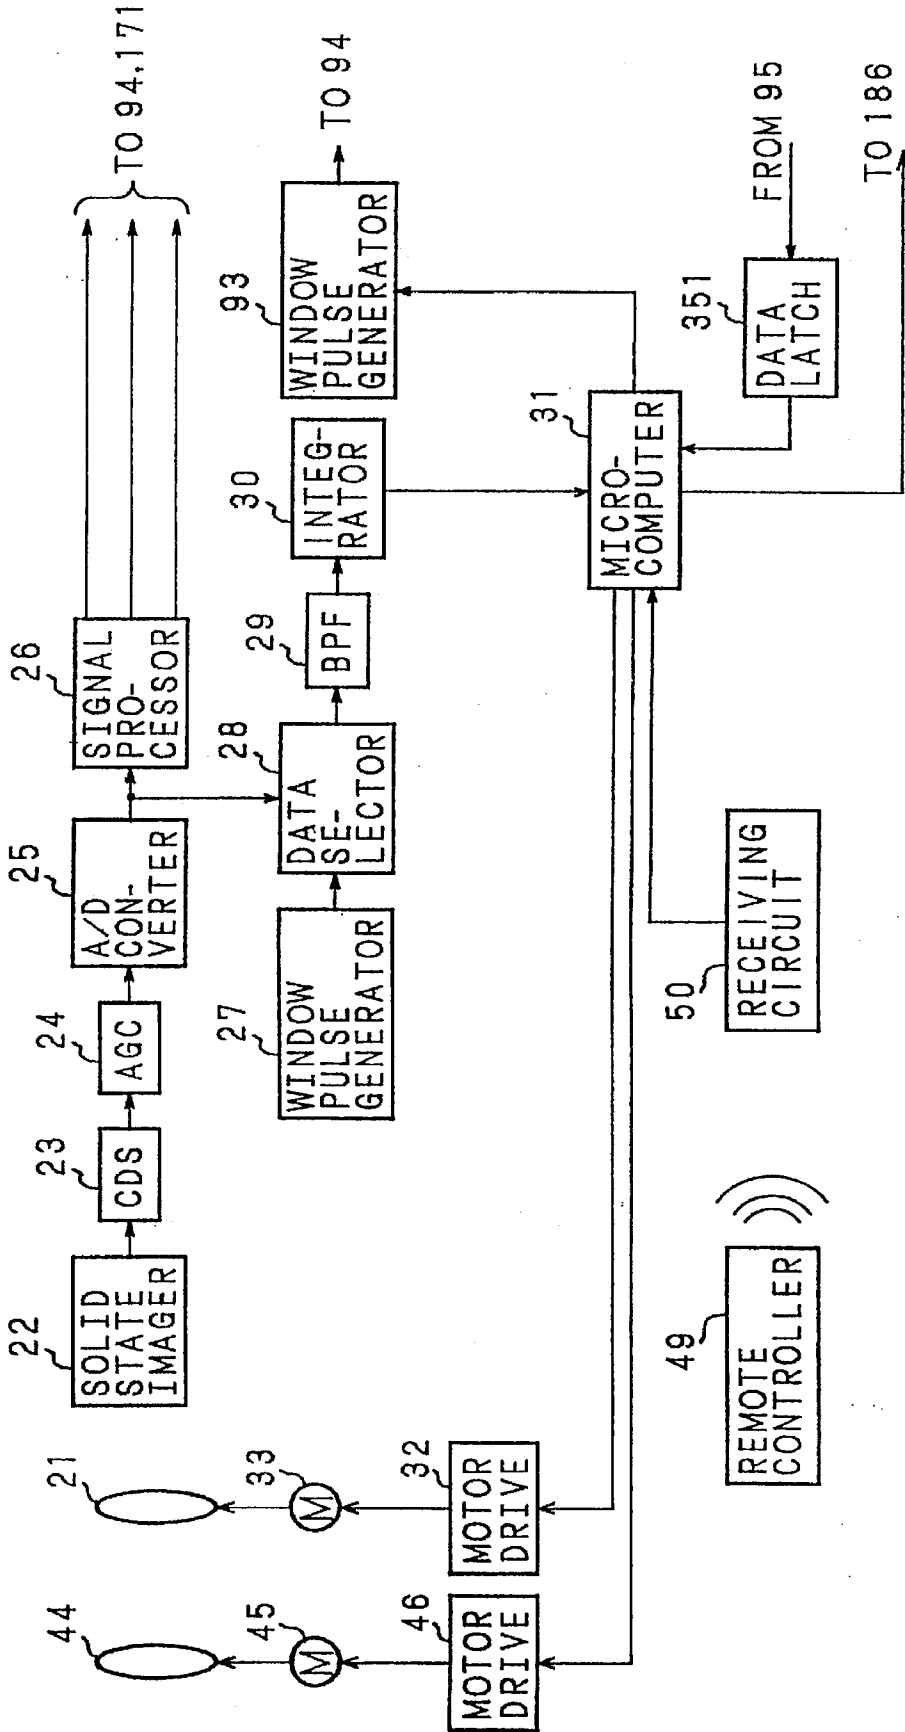 44
21
22
SOLID
STATE
IMAGER
23
CDS
24
AGC
25
A/D
CON-
VERTER
26
SIGNAL
PRO-
CESSOR
TO 94,171
45
M
33
M
27
WINDOW
PULSE
GENERATOR
28
DATA
SE-
LECTOR
29
BPF
30
INTEG-
RATOR
93
WINDOW
PULSE
GENERATOR
TO 94
46
MOTOR
DRIVE
32
MOTOR
DRIVE
31
MICRO-
COMPUTER
49
REMOTE
CONTROLLER
50
RECEIVING
CIRCUIT
351
DATA
LATCH
FROM 95
TO 186